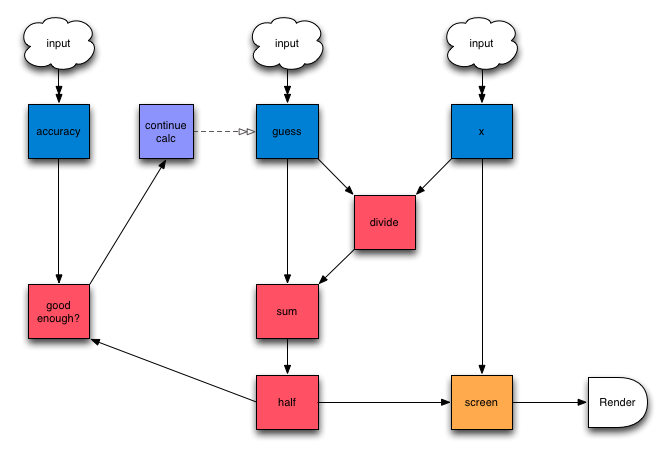 input
input
input
accuracy
continue
calc
guess
x
divide
good
enough?
sum
half
screen
Render